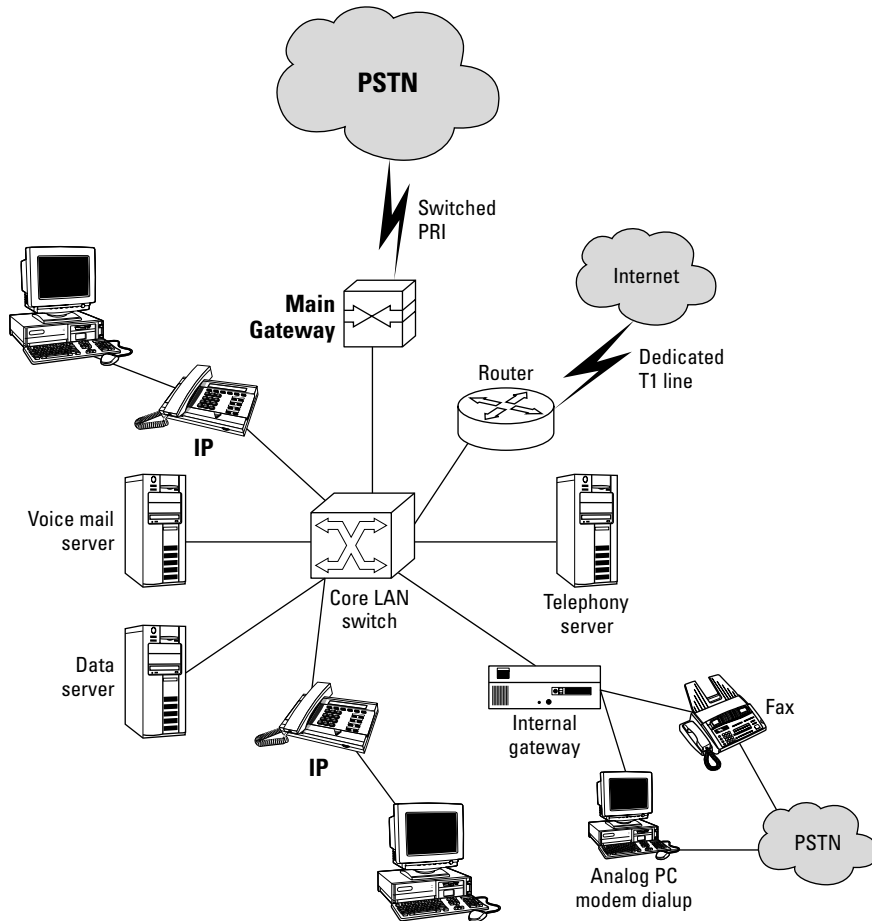 PSTN
Switched
PRI
Internet
Main
Gateway
Dedicated
T1 line
Router
IP
Voice mail
server
Core LAN
switch
Telephony
server
Data
server
Internal
gateway
Fax
IP
PSTN
Analog PC
modem dialup